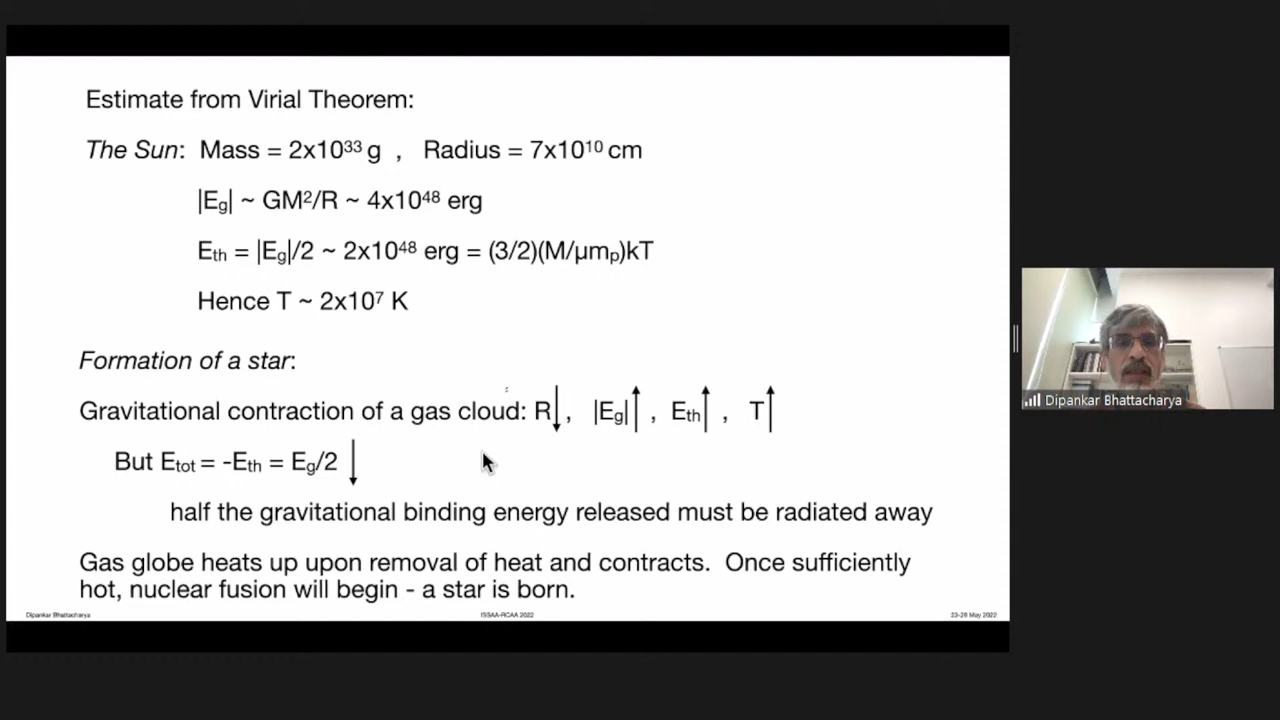 Estimate from Virial Theorem:
The Sun: Mass = 2x10³³ g , Radius = 7x10¹⁰ cm
|Eg| ~ GM²/R ~ 4x10⁴⁸ erg
Eth = |Eg|/2 ~ 2x10⁴⁸ erg = (3/2)(M/μmp)kT
Hence T ~ 2x10⁷ K
Formation of a star:
Gravitational contraction of a gas cloud: R↓, |Eg|↑, Eth↑, T↑
But Etot = -Eth = Eg/2 ↓
half the gravitational binding energy released must be radiated away
Gas globe heats up upon removal of heat and contracts. Once sufficiently
hot, nuclear fusion will begin - a star is born.
Dipankar Bhattacharya ISSAA-RCAA 2022 23-28 May 2022
Dipankar Bhattacharya